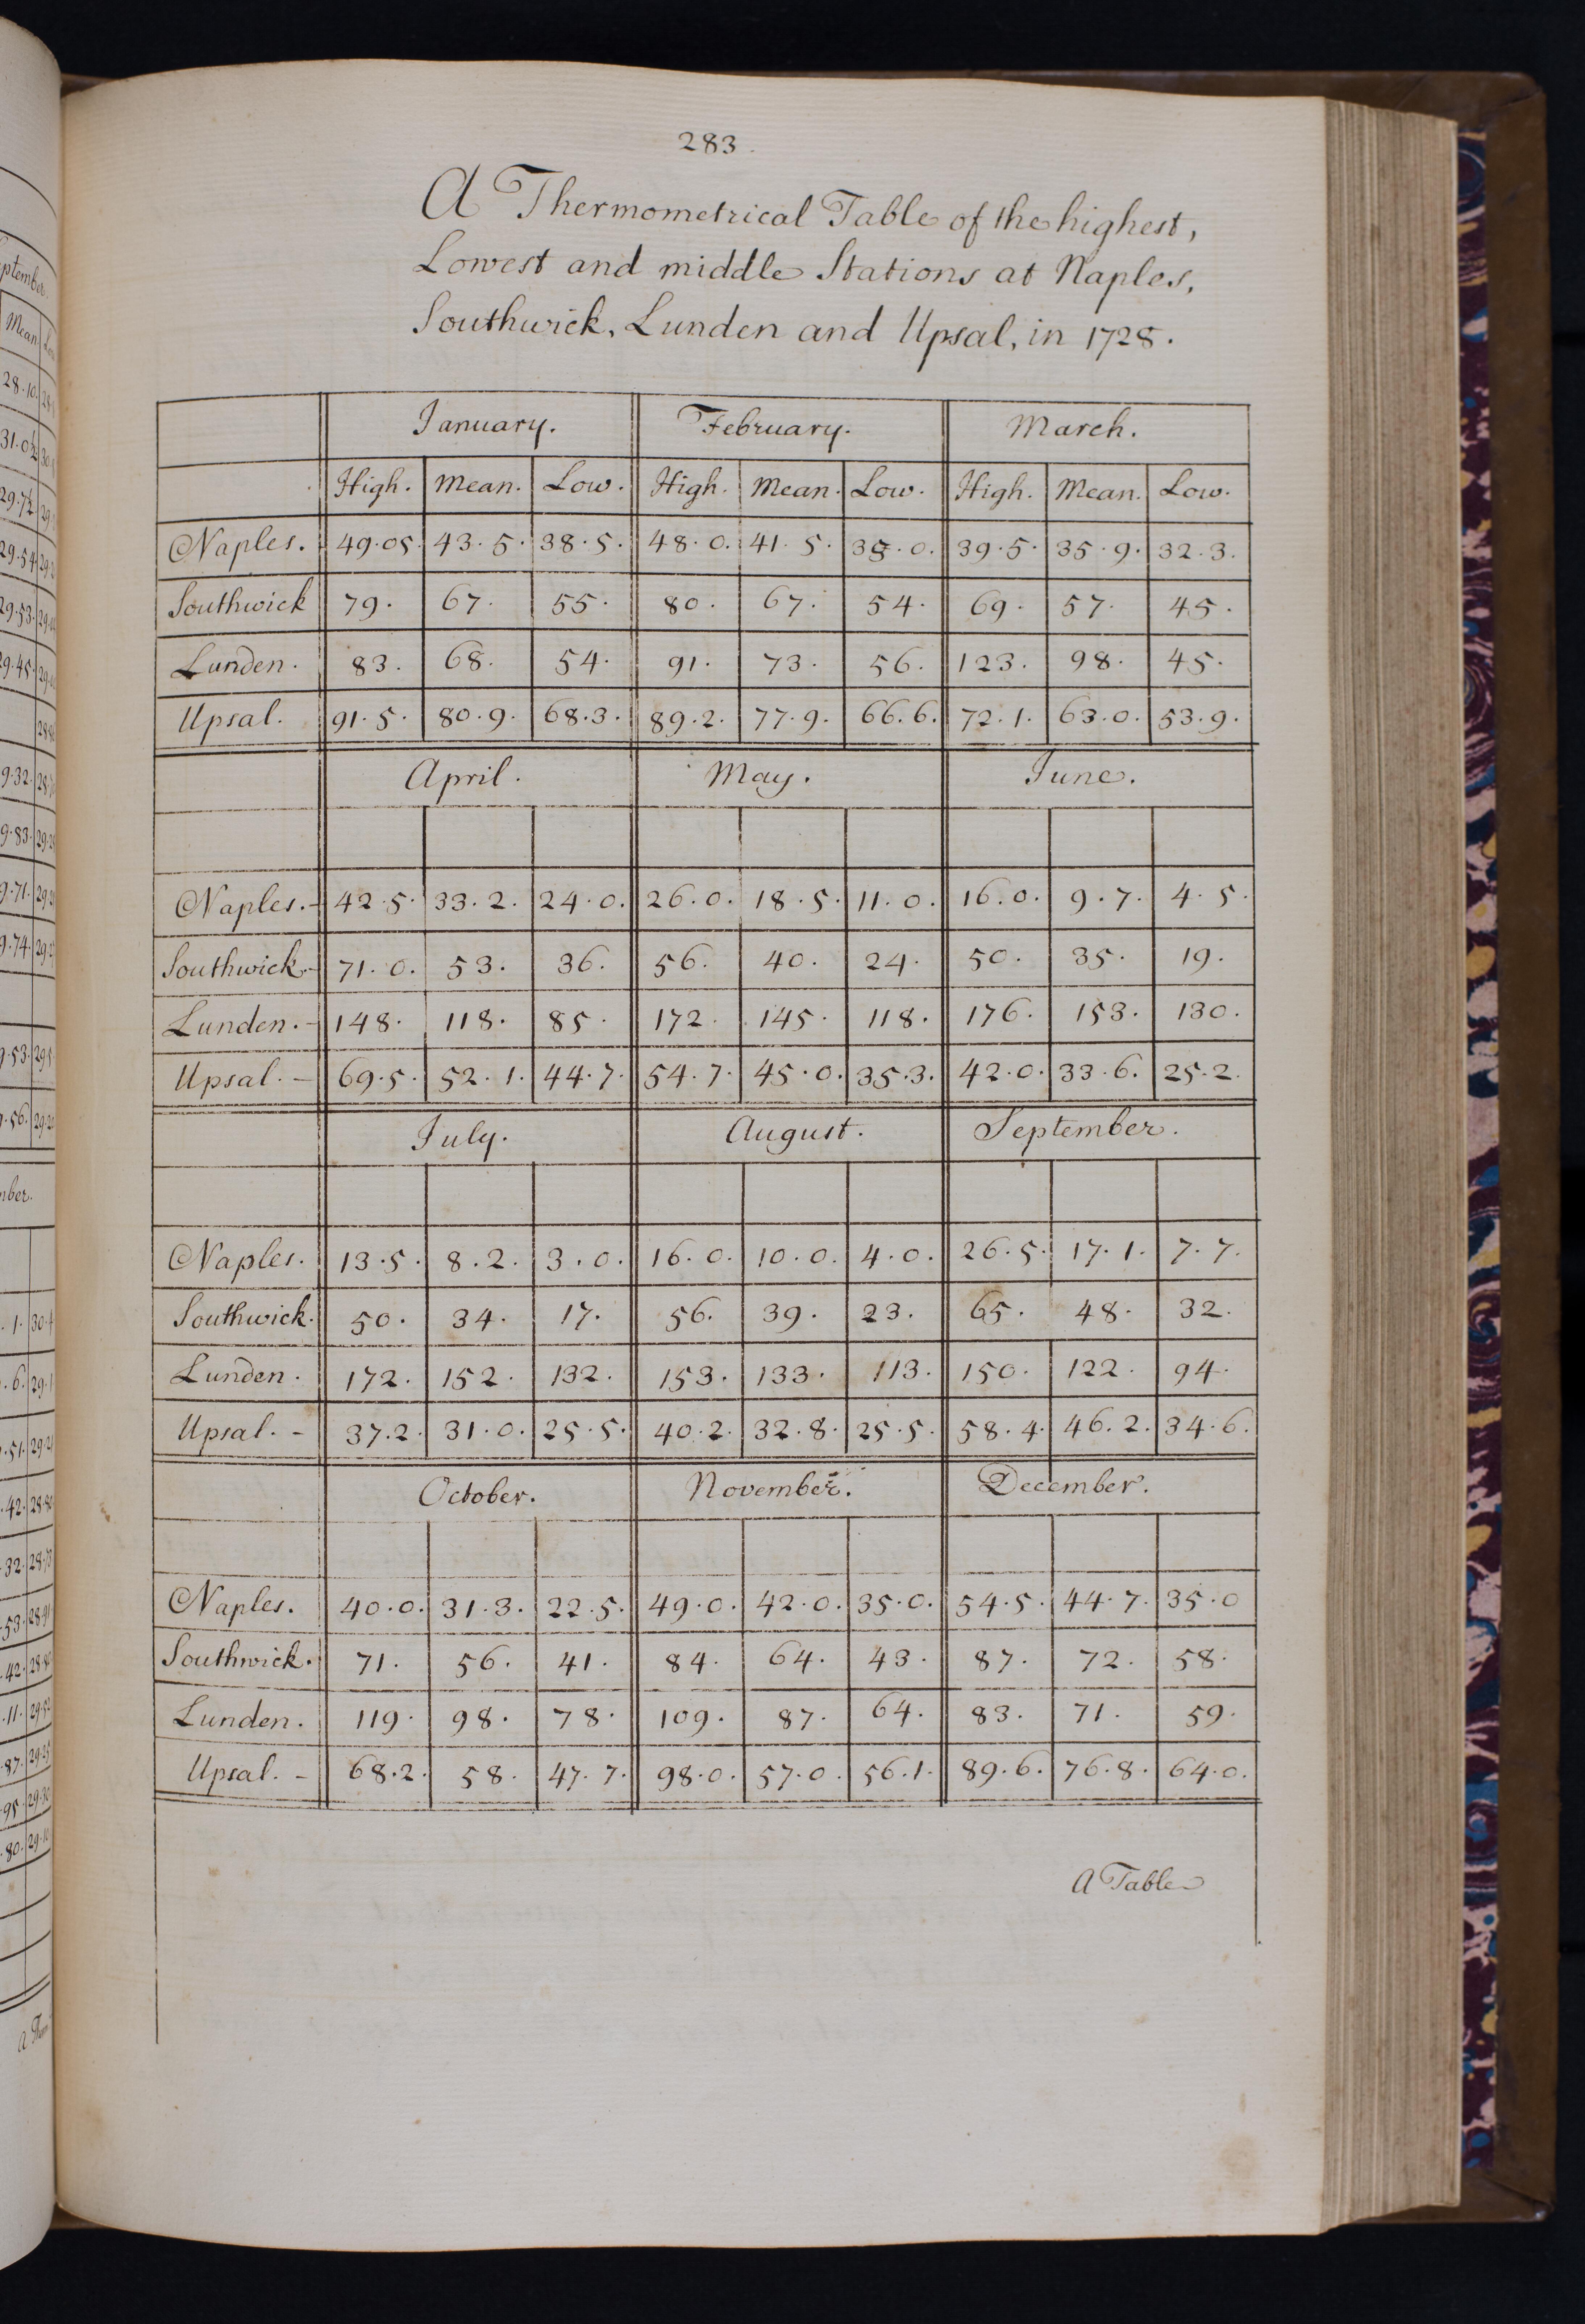 283.
A Thermometrical Table of the highest,
Lowest and middle Stations at Naples,
Southwick, Lunden and Upsal, in 1728.
January. February. March.
High. Mean. Low. High. Mean. Low. High. Mean. Low.
Naples. 49.05. 43.5. 38.5. 48.0. 41.5. 35.0. 39.5. 35.9. 32.3.
Southwick 79. 67. 55. 80. 67. 54. 69. 57. 45.
Lunden. 83. 68. 54. 91. 73. 56. 123. 98. 45.
Upsal. 91.5. 80.9. 68.3. 89.2. 77.9. 66.6. 72.1. 63.0. 53.9.
April. May. June.
Naples.- 42.5. 33.2. 24.0. 26.0. 18.5. 11.0. 16.0. 9.7. 4.5.
Southwick.- 71.0. 53. 36. 56. 40. 24. 50. 35. 19.
Lunden.- 148. 118. 85. 172. 145. 118. 176. 153. 130.
Upsal.- 69.5. 52.1. 44.7. 54.7. 45.0. 35.3. 42.0. 33.6. 25.2.
July. August. September.
Naples. 13.5. 8.2. 3.0. 16.0. 10.0. 4.0. 26.5. 17.1. 7.7.
Southwick. 50. 34. 17. 56. 39. 23. 65. 48. 32.
Lunden. 172. 152. 132. 153. 133. 113. 150. 122. 94.
Upsal.- 37.2. 31.0. 25.5. 40.2. 32.8. 25.5. 58.4. 46.2. 34.6.
October. November. December.
Naples. 40.0. 31.3. 22.5. 49.0. 42.0. 35.0. 54.5. 44.7. 35.0
Southwick. 71. 56. 41. 84. 64. 43. 87. 72. 58.
Lunden. 119. 98. 78. 109. 87. 64. 83. 71. 59.
Upsal.- 68.2. 58. 47.7. 98.0. 57.0. 56.1. 89.6. 76.8. 64.0.
A Table